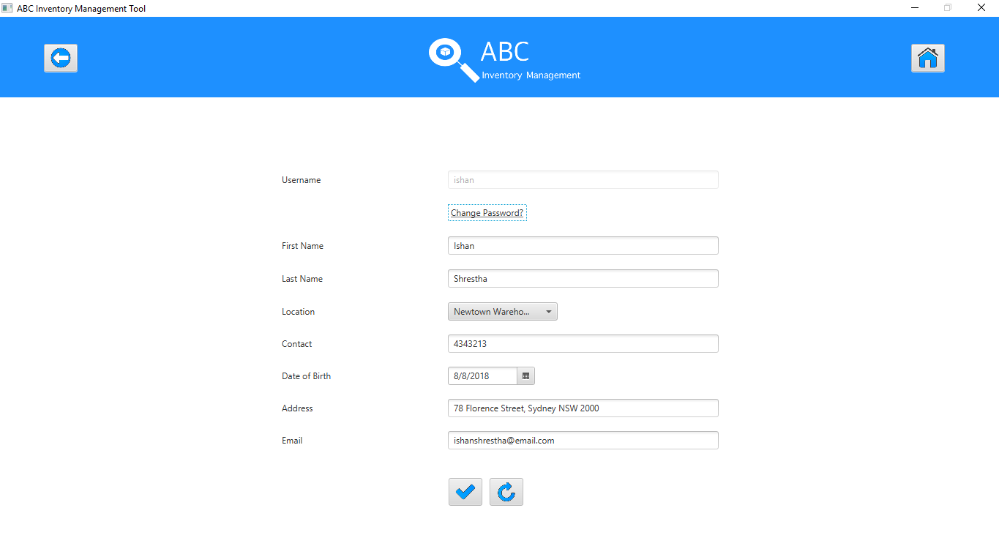 ABC Inventory Management Tool
ABC
Inventory Management
Username ishan
Change Password?
First Name Ishan
Last Name Shrestha
Location Newtown Wareho...
Contact 4343213
Date of Birth 8/8/2018
Address 78 Florence Street, Sydney NSW 2000
Email ishanshrestha@email.com